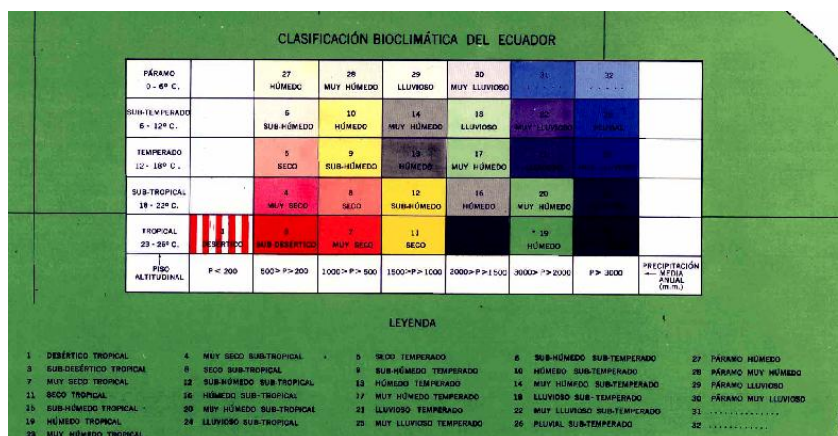 CLASIFICACIÓN BIOCLIMÁTICA DEL ECUADOR
PÁRAMO 27 28 29 30 31 32
0 - 6º C. HÚMEDO MUY HÚMEDO LLUVIOSO MUY LLUVIOSO
SUB-TEMPERADO 6 10 14 18
6 - 12º C. SUB-HÚMEDO HÚMEDO MUY HÚMEDO LLUVIOSO MUY LLUVIOSO
TEMPERADO 5 9 13 17
12 - 18º C. SECO SUB-HÚMEDO HÚMEDO MUY HÚMEDO
SUB-TROPICAL 4 8 12 16 20
18 - 22º C. MUY SECO SECO SUB-HÚMEDO HÚMEDO MUY HÚMEDO
TROPICAL 11 19
23 - 26º C. DESÉRTICO SUB-DESÉRTICO MUY SECO SECO HÚMEDO
PISO ALTITUDINAL P < 200 500 > P > 200 1000 > P > 500 1500 > P > 1000 2000 > P > 1500 3000 > P > 2000 P > 3000 PRECIPITACIÓN MEDIA ANUAL (m.m.)
LEYENDA
1 DESÉRTICO TROPICAL 4 MUY SECO SUB-TROPICAL 5 SECO TEMPERADO 6 SUB-HÚMEDO SUB-TEMPERADO 27 PÁRAMO HÚMEDO
3 SUB-DESÉRTICO TROPICAL 8 SECO SUB-TROPICAL 9 SUB-HÚMEDO TEMPERADO 10 HÚMEDO SUB-TEMPERADO 28 PÁRAMO MUY HÚMEDO
7 MUY SECO TROPICAL 12 SUB-HÚMEDO SUB-TROPICAL 13 HÚMEDO TEMPERADO 14 MUY HÚMEDO SUB-TEMPERADO 29 PÁRAMO LLUVIOSO
11 SECO TROPICAL 16 HÚMEDO SUB-TROPICAL 17 MUY HÚMEDO TEMPERADO 18 LLUVIOSO SUB-TEMPERADO 30 PÁRAMO MUY LLUVIOSO
15 SUB-HÚMEDO TROPICAL 20 MUY HÚMEDO SUB-TROPICAL 21 LLUVIOSO TEMPERADO 22 MUY LLUVIOSO SUB-TEMPERADO 31 .............
19 HÚMEDO TROPICAL 24 LLUVIOSO SUB-TROPICAL 25 MUY LLUVIOSO TEMPERADO 26 PLUVIAL SUB-TEMPERADO 32 .............
23 MUY HÚMEDO TROPICAL